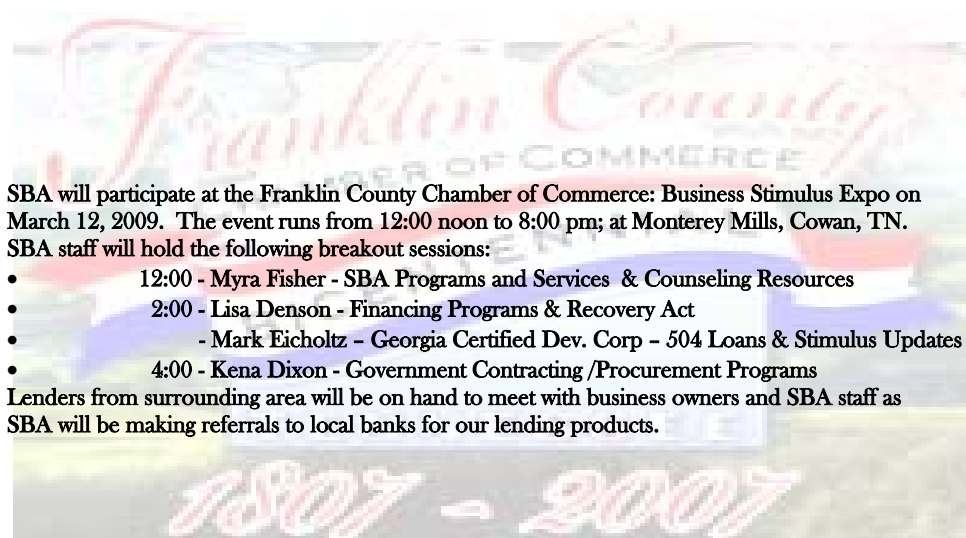 Franklin County
CHAMBER OF COMMERCE
SBA will participate at the Franklin County Chamber of Commerce: Business Stimulus Expo on
March 12, 2009.  The event runs from 12:00 noon to 8:00 pm; at Monterey Mills, Cowan, TN.
SBA staff will hold the following breakout sessions:
• 12:00 - Myra Fisher - SBA Programs and Services  & Counseling Resources
• 2:00 - Lisa Denson - Financing Programs & Recovery Act
• - Mark Eicholtz – Georgia Certified Dev. Corp – 504 Loans & Stimulus Updates
• 4:00 - Kena Dixon - Government Contracting /Procurement Programs
Lenders from surrounding area will be on hand to meet with business owners and SBA staff as
SBA will be making referrals to local banks for our lending products.
1807 - 2007